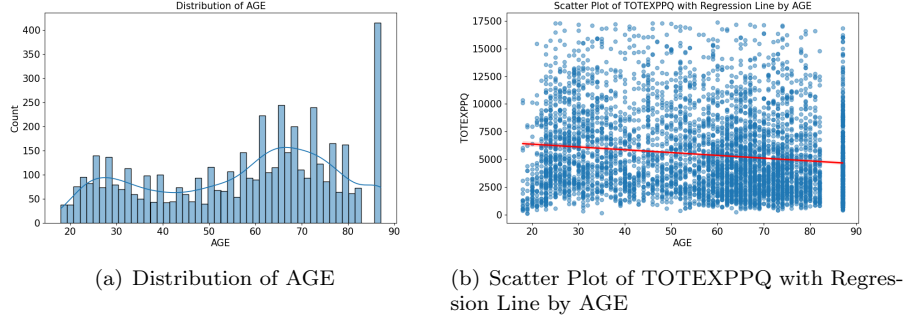 Distribution of AGE
400
350
300
250
200
150
100
50
0
Count
20 30 40 50 60 70 80 90
AGE
(a) Distribution of AGE
Scatter Plot of TOTEXPPQ with Regression Line by AGE
17500
15000
12500
10000
7500
5000
2500
0
TOTEXPPQ
20 30 40 50 60 70 80 90
AGE
(b) Scatter Plot of TOTEXPPQ with Regres-
sion Line by AGE